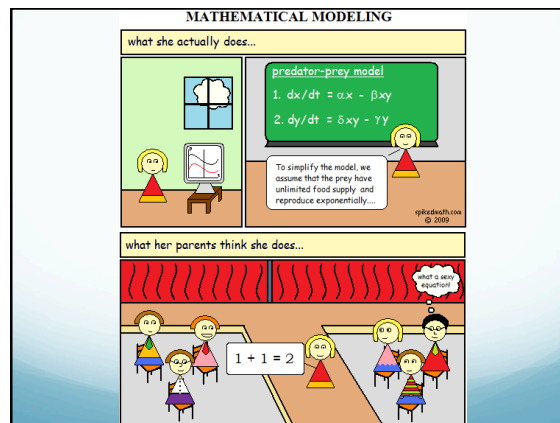 MATHEMATICAL MODELING
what she actually does...
predator-prey model
1. dx/dt = αx - βxy
2. dy/dt = δxy - γy
To simplify the model, we
assume that the prey have
unlimited food supply and
reproduce exponentially....
spikedmath.com
© 2009
what her parents think she does...
what a sexy
equation!
1 + 1 = 2